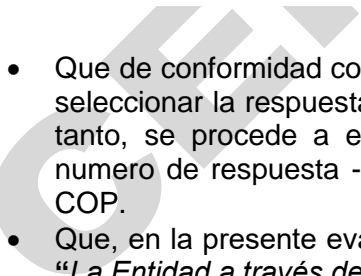 • Que de conformidad co
seleccionar la respuesta
tanto, se procede a e
numero de respuesta -
COP.
• Que, en la presente eva
“La Entidad a través de